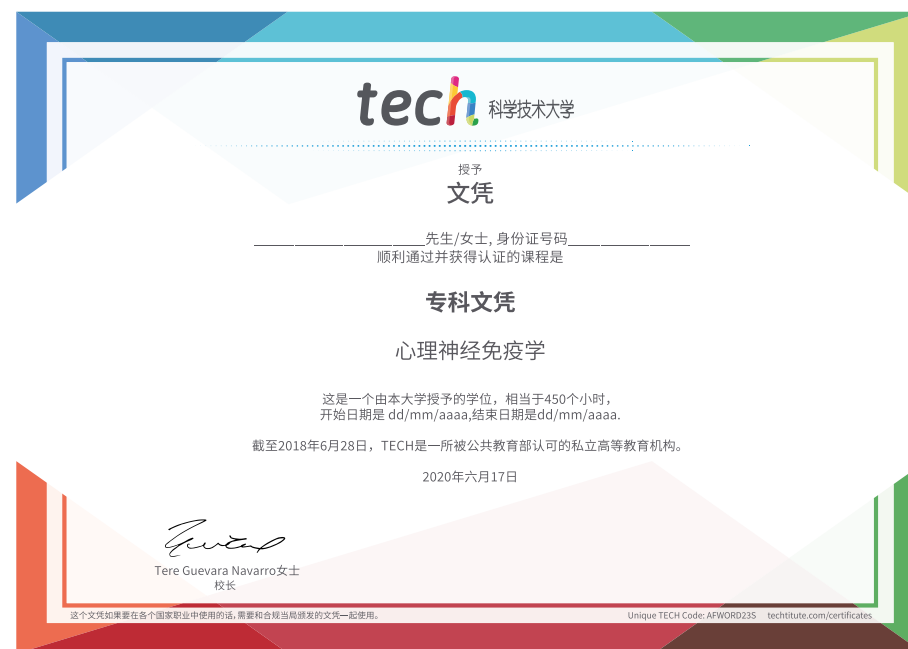 tech 科学技术大学
授予
文凭
先生/女士, 身份证号码
顺利通过并获得认证的课程是
专科文凭
心理神经免疫学
这是一个由本大学授予的学位，相当于450个小时，
开始日期是 dd/mm/aaaa,结束日期是dd/mm/aaaa.
截至2018年6月28日，TECH是一所被公共教育部认可的私立高等教育机构。
2020年六月17日
Tere Guevara Navarro女士
校长
这个文凭如果要在各个国家职业中使用的话,需要和合规当局颁发的文凭一起使用。
Unique TECH Code: AFWORD23S techtitute.com/certificates